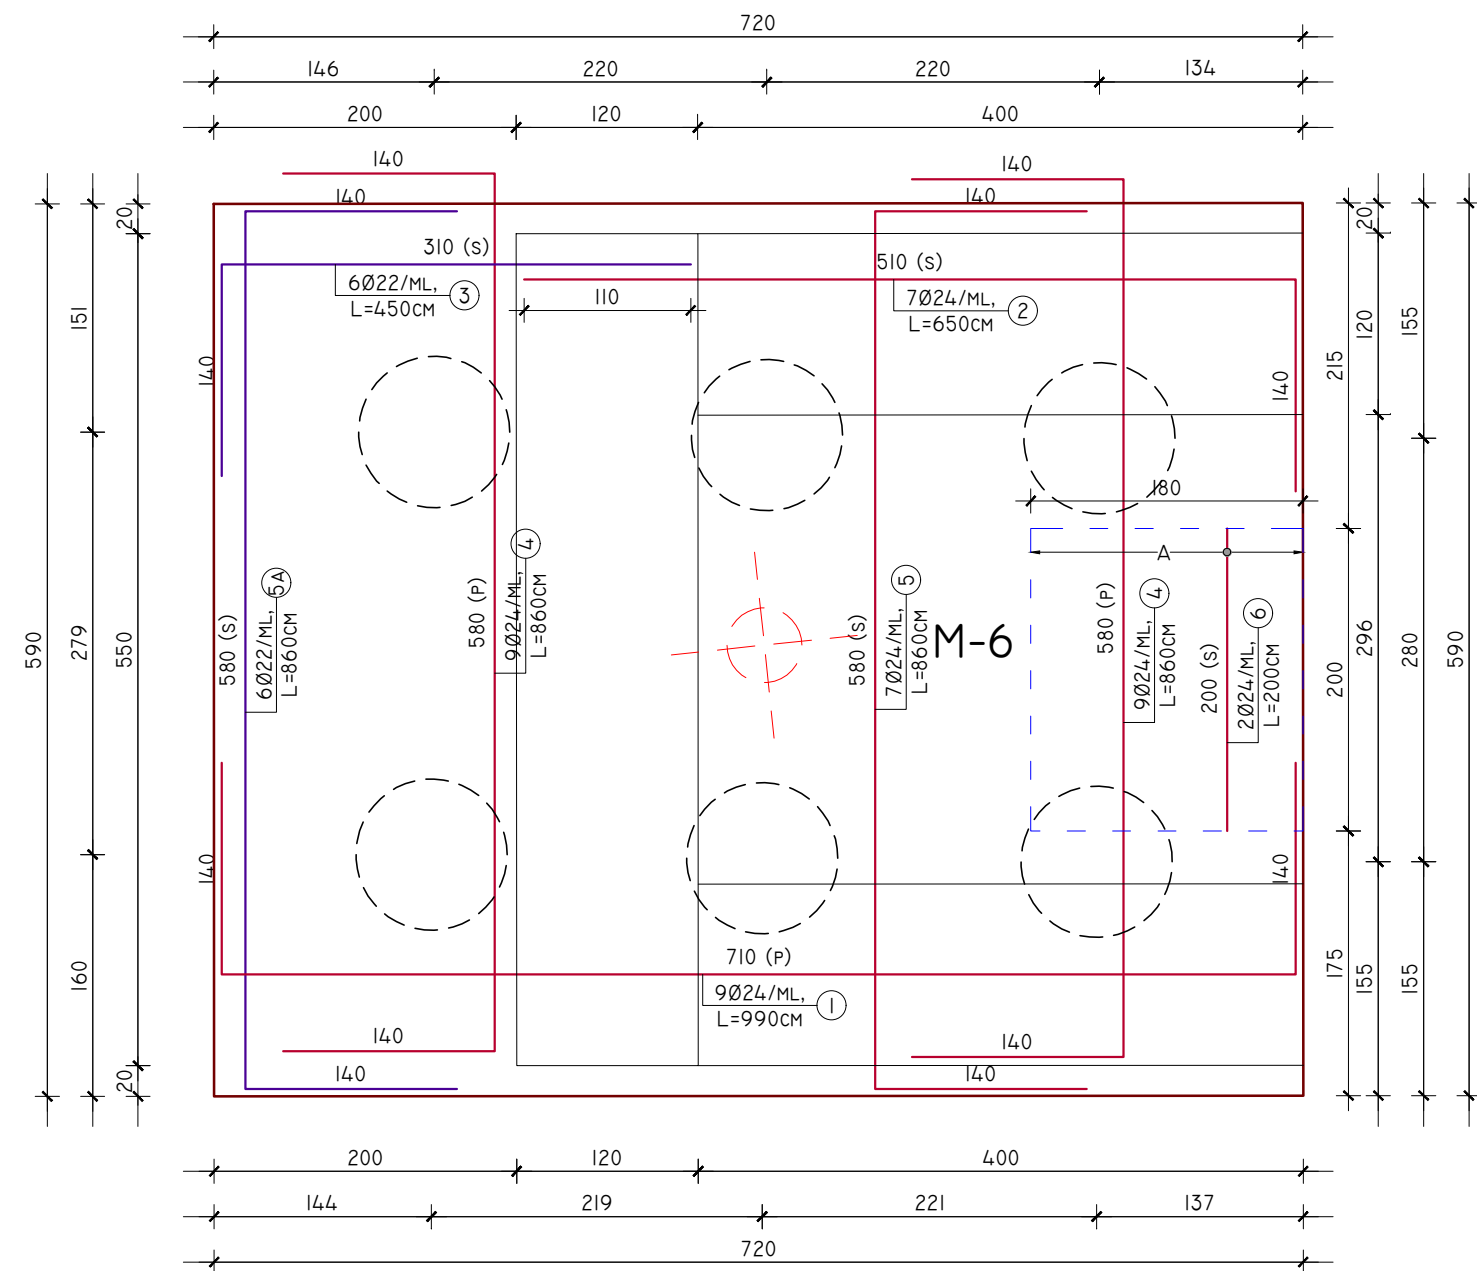 720
146 220 220 134
200 120 400
140 140
140 140
310 (S)
510 (S)
6Ø22/ML,
L=450CM
3
110
7Ø24/ML,
L=650CM
2
140
140
180
A
580 (S)
6Ø22/ML,
L=860CM
5A
580 (P)
9Ø24/ML,
L=860CM
4
580 (S)
7Ø24/ML,
L=860CM
5
M-6
580 (P)
9Ø24/ML,
L=860CM
4
200 (S)
2Ø24/ML,
L=200CM
6
140
140
710 (P)
9Ø24/ML,
L=990CM
1
140 140
140 140
590
151
279
160
20
550
20
215
200
175
20
120
296
155
155
280
155
590
200 120 400
144 219 221 137
720